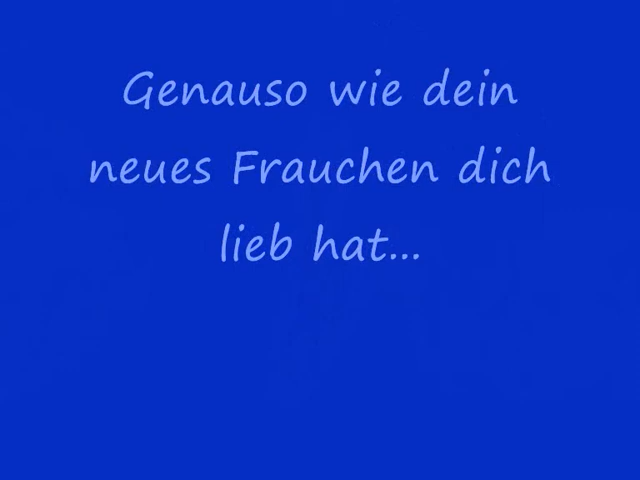 Genauso wie dein
neues Frauchen dich
lieb hat...